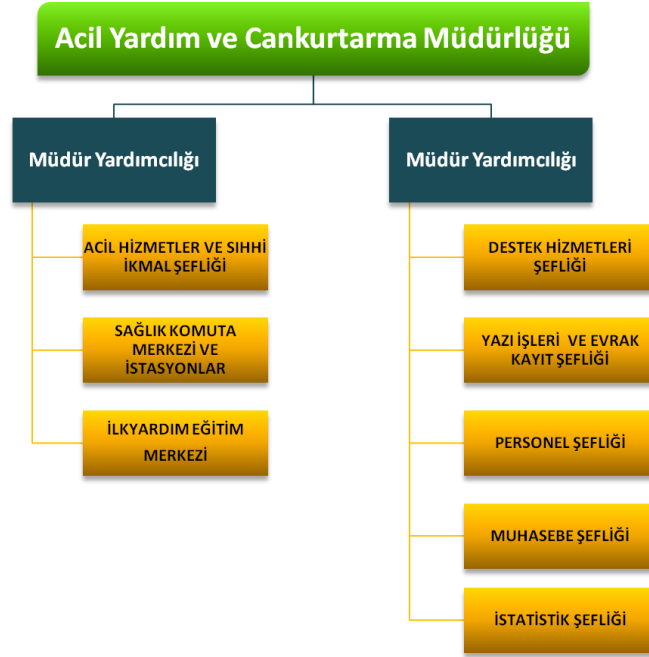 Acil Yardım ve Cankurtarma Müdürlüğü
Müdür Yardımcılığı
ACİL HİZMETLER VE SIHHİ
İKMAL ŞEFLİĞİ
SAĞLIK KOMUTA
MERKEZİ VE
İSTASYONLAR
İLKYARDIM EĞİTİM
MERKEZİ
Müdür Yardımcılığı
DESTEK HİZMETLERİ
ŞEFLİĞİ
YAZI İŞLERİ VE EVRAK
KAYIT ŞEFLİĞİ
PERSONEL ŞEFLİĞİ
MUHASEBE ŞEFLİĞİ
İSTATİSTİK ŞEFLİĞİ